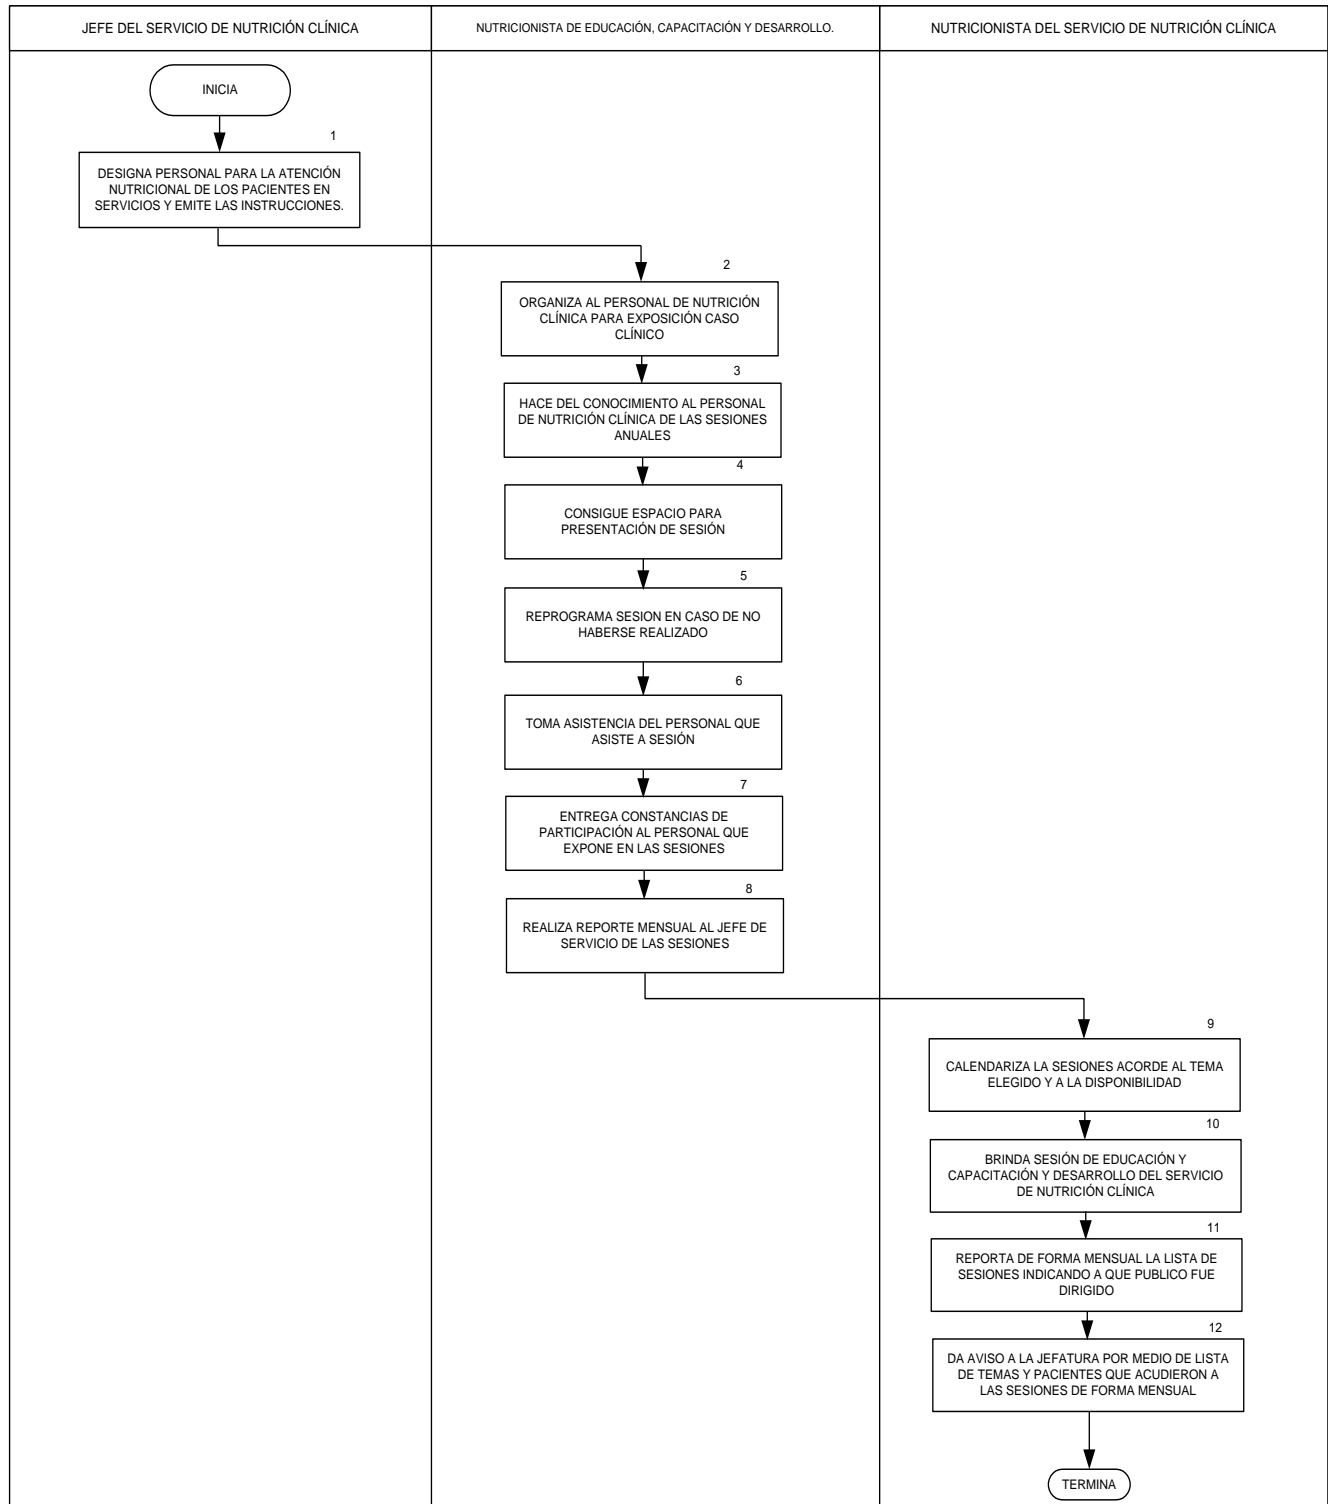 JEFE DEL SERVICIO DE NUTRICIÓN CLÍNICA
NUTRICIONISTA DE EDUCACIÓN, CAPACITACIÓN Y DESARROLLO.
NUTRICIONISTA DEL SERVICIO DE NUTRICIÓN CLÍNICA
INICIA
1
DESIGNA PERSONAL PARA LA ATENCIÓN
NUTRICIONAL DE LOS PACIENTES EN
SERVICIOS Y EMITE LAS INSTRUCCIONES.
2
ORGANIZA AL PERSONAL DE NUTRICIÓN
CLÍNICA PARA EXPOSICIÓN CASO
CLÍNICO
3
HACE DEL CONOCIMIENTO AL PERSONAL
DE NUTRICIÓN CLÍNICA DE LAS SESIONES
ANUALES
4
CONSIGUE ESPACIO PARA
PRESENTACIÓN DE SESIÓN
5
REPROGRAMA SESION EN CASO DE NO
HABERSE REALIZADO
6
TOMA ASISTENCIA DEL PERSONAL QUE
ASISTE A SESIÓN
7
ENTREGA CONSTANCIAS DE
PARTICIPACIÓN AL PERSONAL QUE
EXPONE EN LAS SESIONES
8
REALIZA REPORTE MENSUAL AL JEFE DE
SERVICIO DE LAS SESIONES
9
CALENDARIZA LA SESIONES ACORDE AL TEMA
ELEGIDO Y A LA DISPONIBILIDAD
10
BRINDA SESIÓN DE EDUCACIÓN Y
CAPACITACIÓN Y DESARROLLO DEL SERVICIO
DE NUTRICIÓN CLÍNICA
11
REPORTA DE FORMA MENSUAL LA LISTA DE
SESIONES INDICANDO A QUE PUBLICO FUE
DIRIGIDO
12
DA AVISO A LA JEFATURA POR MEDIO DE LISTA
DE TEMAS Y PACIENTES QUE ACUDIERON A
LAS SESIONES DE FORMA MENSUAL
TERMINA